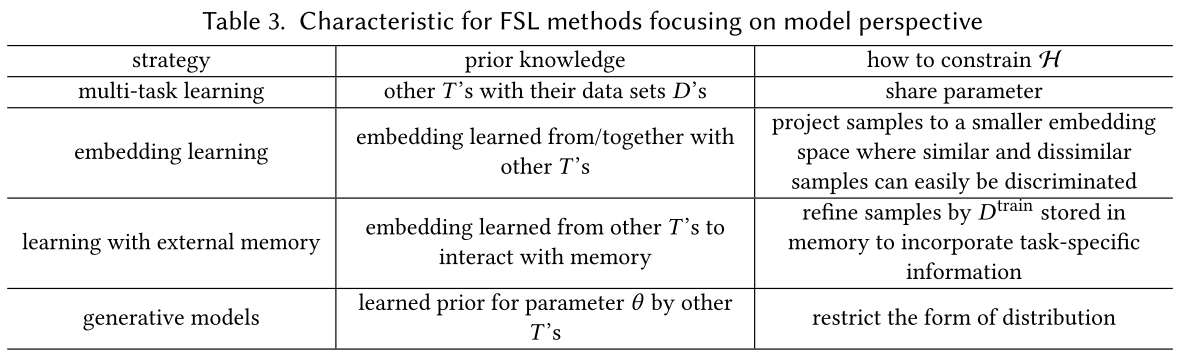 Table 3. Characteristic for FSL methods focusing on model perspective
strategy prior knowledge how to constrain ℋ
multi-task learning other T's with their data sets D's share parameter
embedding learning
embedding learned from/together with
other T's
project samples to a smaller embedding
space where similar and dissimilar
samples can easily be discriminated
learning with external memory
embedding learned from other T's to
interact with memory
refine samples by D^train stored in
memory to incorporate task-specific
information
generative models
learned prior for parameter θ by other
T's
restrict the form of distribution